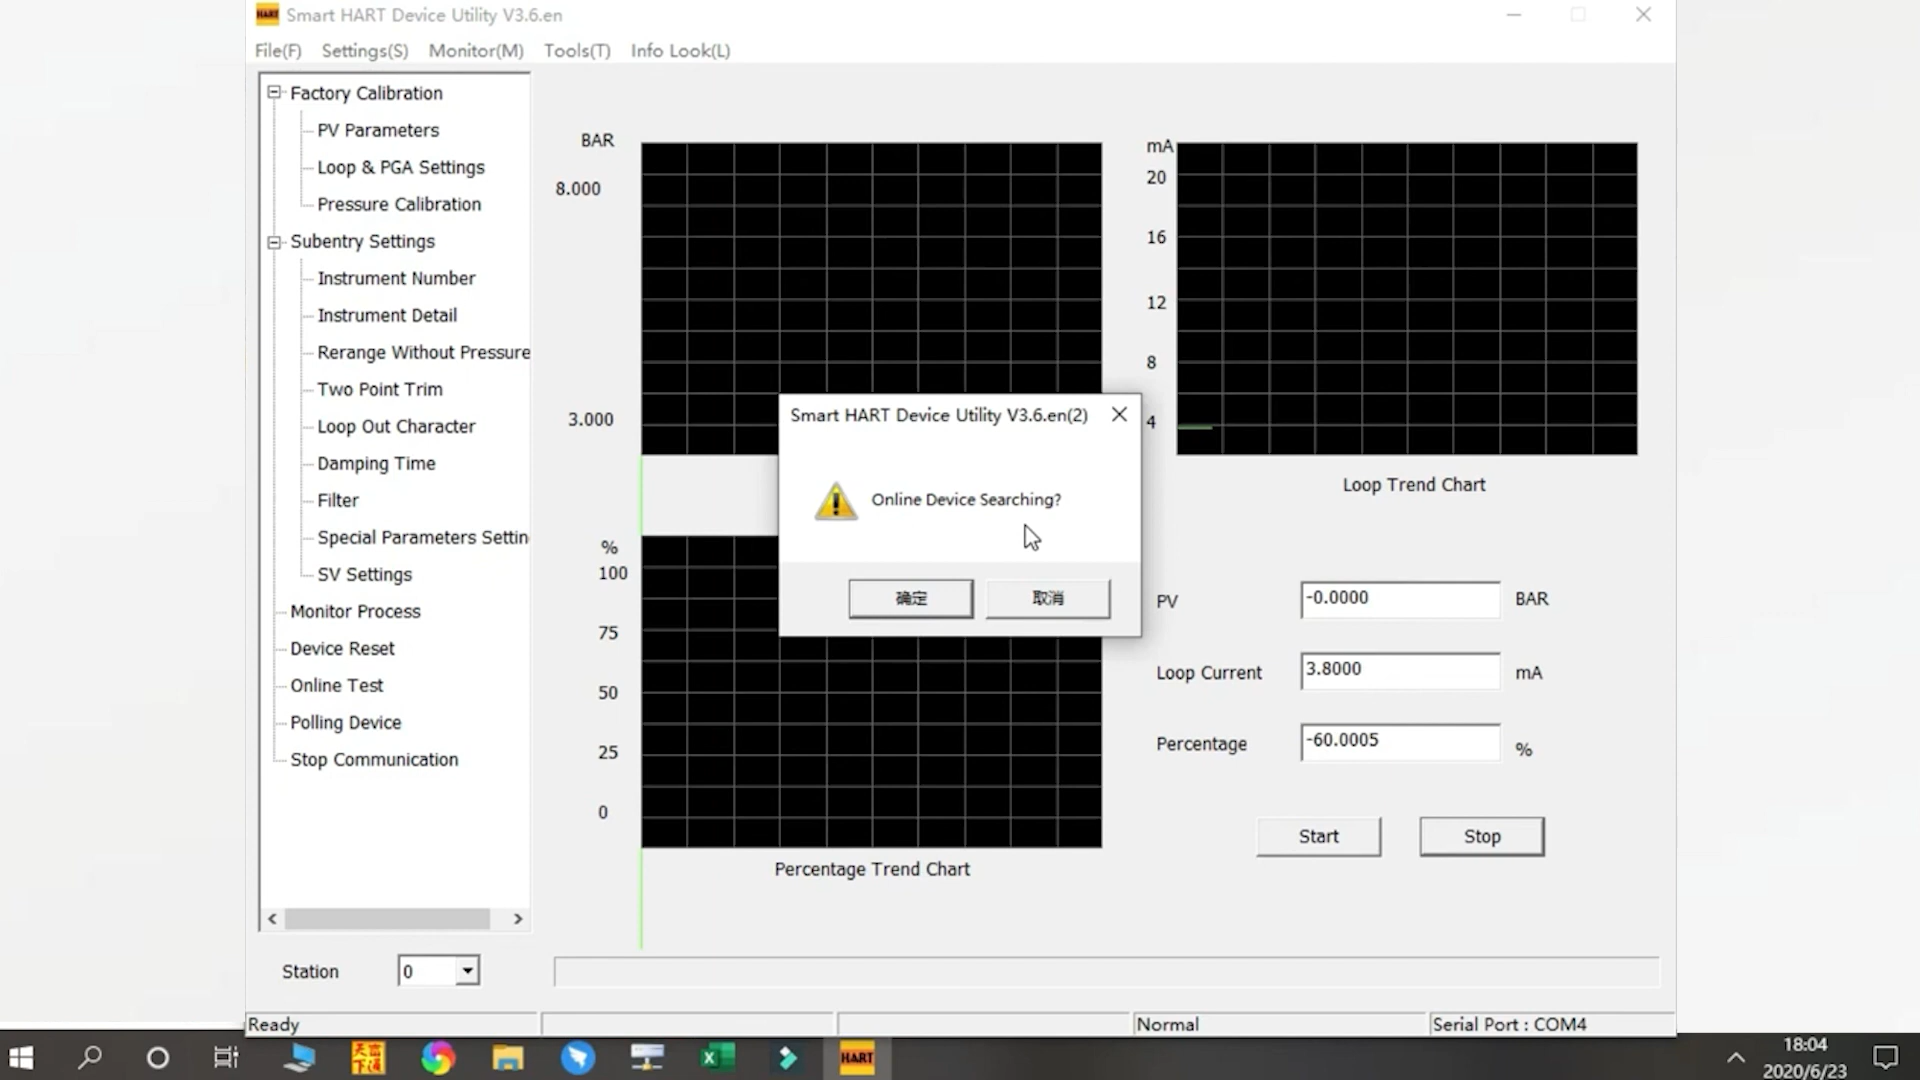 HART Smart HART Device Utility V3.6.en
File(F) Settings(S) Monitor(M) Tools(T) Info Look(L)
Factory Calibration
PV Parameters
Loop & PGA Settings
Pressure Calibration
Subentry Settings
Instrument Number
Instrument Detail
Rerange Without Pressure
Two Point Trim
Loop Out Character
Damping Time
Filter
Special Parameters Settin
SV Settings
Monitor Process
Device Reset
Online Test
Polling Device
Stop Communication
BAR
8.000
3.000
%
100
75
50
25
0
Percentage Trend Chart
mA
20
16
12
8
4
Loop Trend Chart
Smart HART Device Utility V3.6.en(2)
Online Device Searching?
确定 取消
PV -0.0000 BAR
Loop Current 3.8000 mA
Percentage -60.0005 %
Start Stop
Station 0
Ready Normal Serial Port : COM4
HART
18:04
2020/6/23